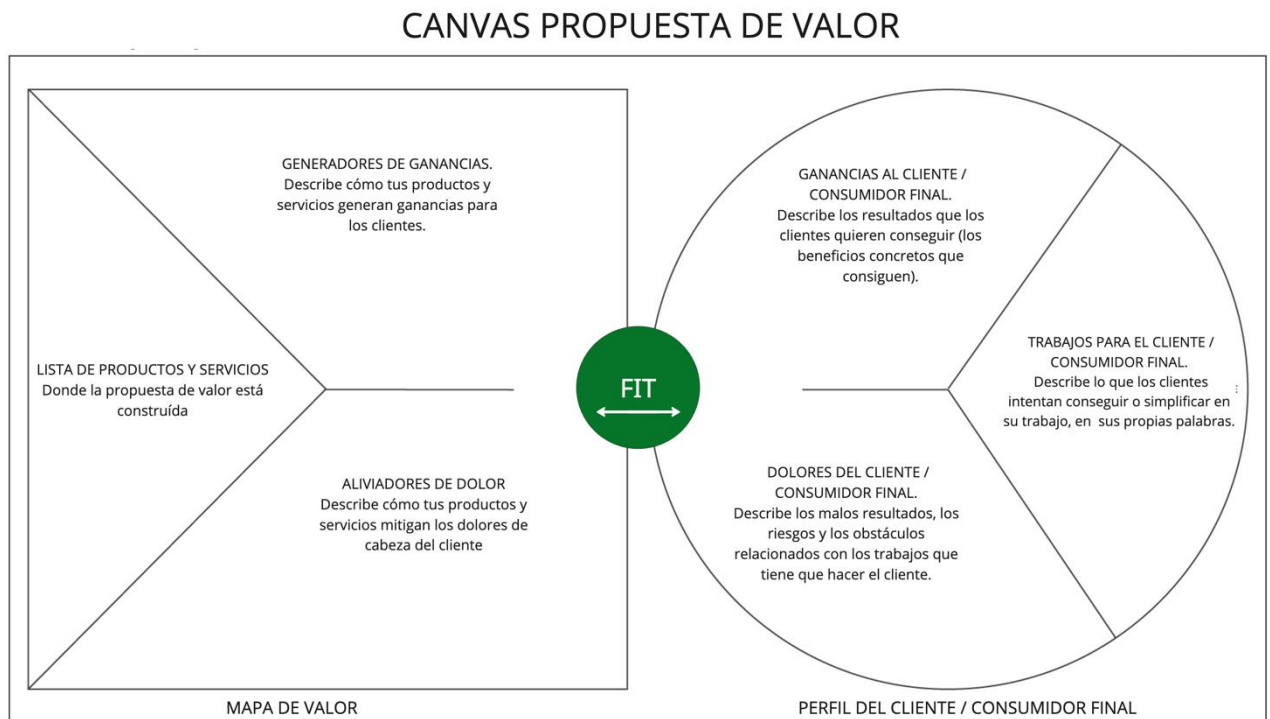 CANVAS PROPUESTA DE VALOR
GENERADORES DE GANANCIAS.
Describe cómo tus productos y
servicios generan ganancias para
los clientes.
LISTA DE PRODUCTOS Y SERVICIOS
Donde la propuesta de valor está
construída
ALIVIADORES DE DOLOR
Describe cómo tus productos y
servicios mitigan los dolores de
cabeza del cliente
MAPA DE VALOR
FIT
GANANCIAS AL CLIENTE /
CONSUMIDOR FINAL.
Describe los resultados que los
clientes quieren conseguir (los
beneficios concretos que
consiguen).
TRABAJOS PARA EL CLIENTE /
CONSUMIDOR FINAL.
Describe lo que los clientes
intentan conseguir o simplificar en
su trabajo, en sus propias palabras.
DOLORES DEL CLIENTE /
CONSUMIDOR FINAL.
Describe los malos resultados, los
riesgos y los obstáculos
relacionados con los trabajos que
tiene que hacer el cliente.
PERFIL DEL CLIENTE / CONSUMIDOR FINAL